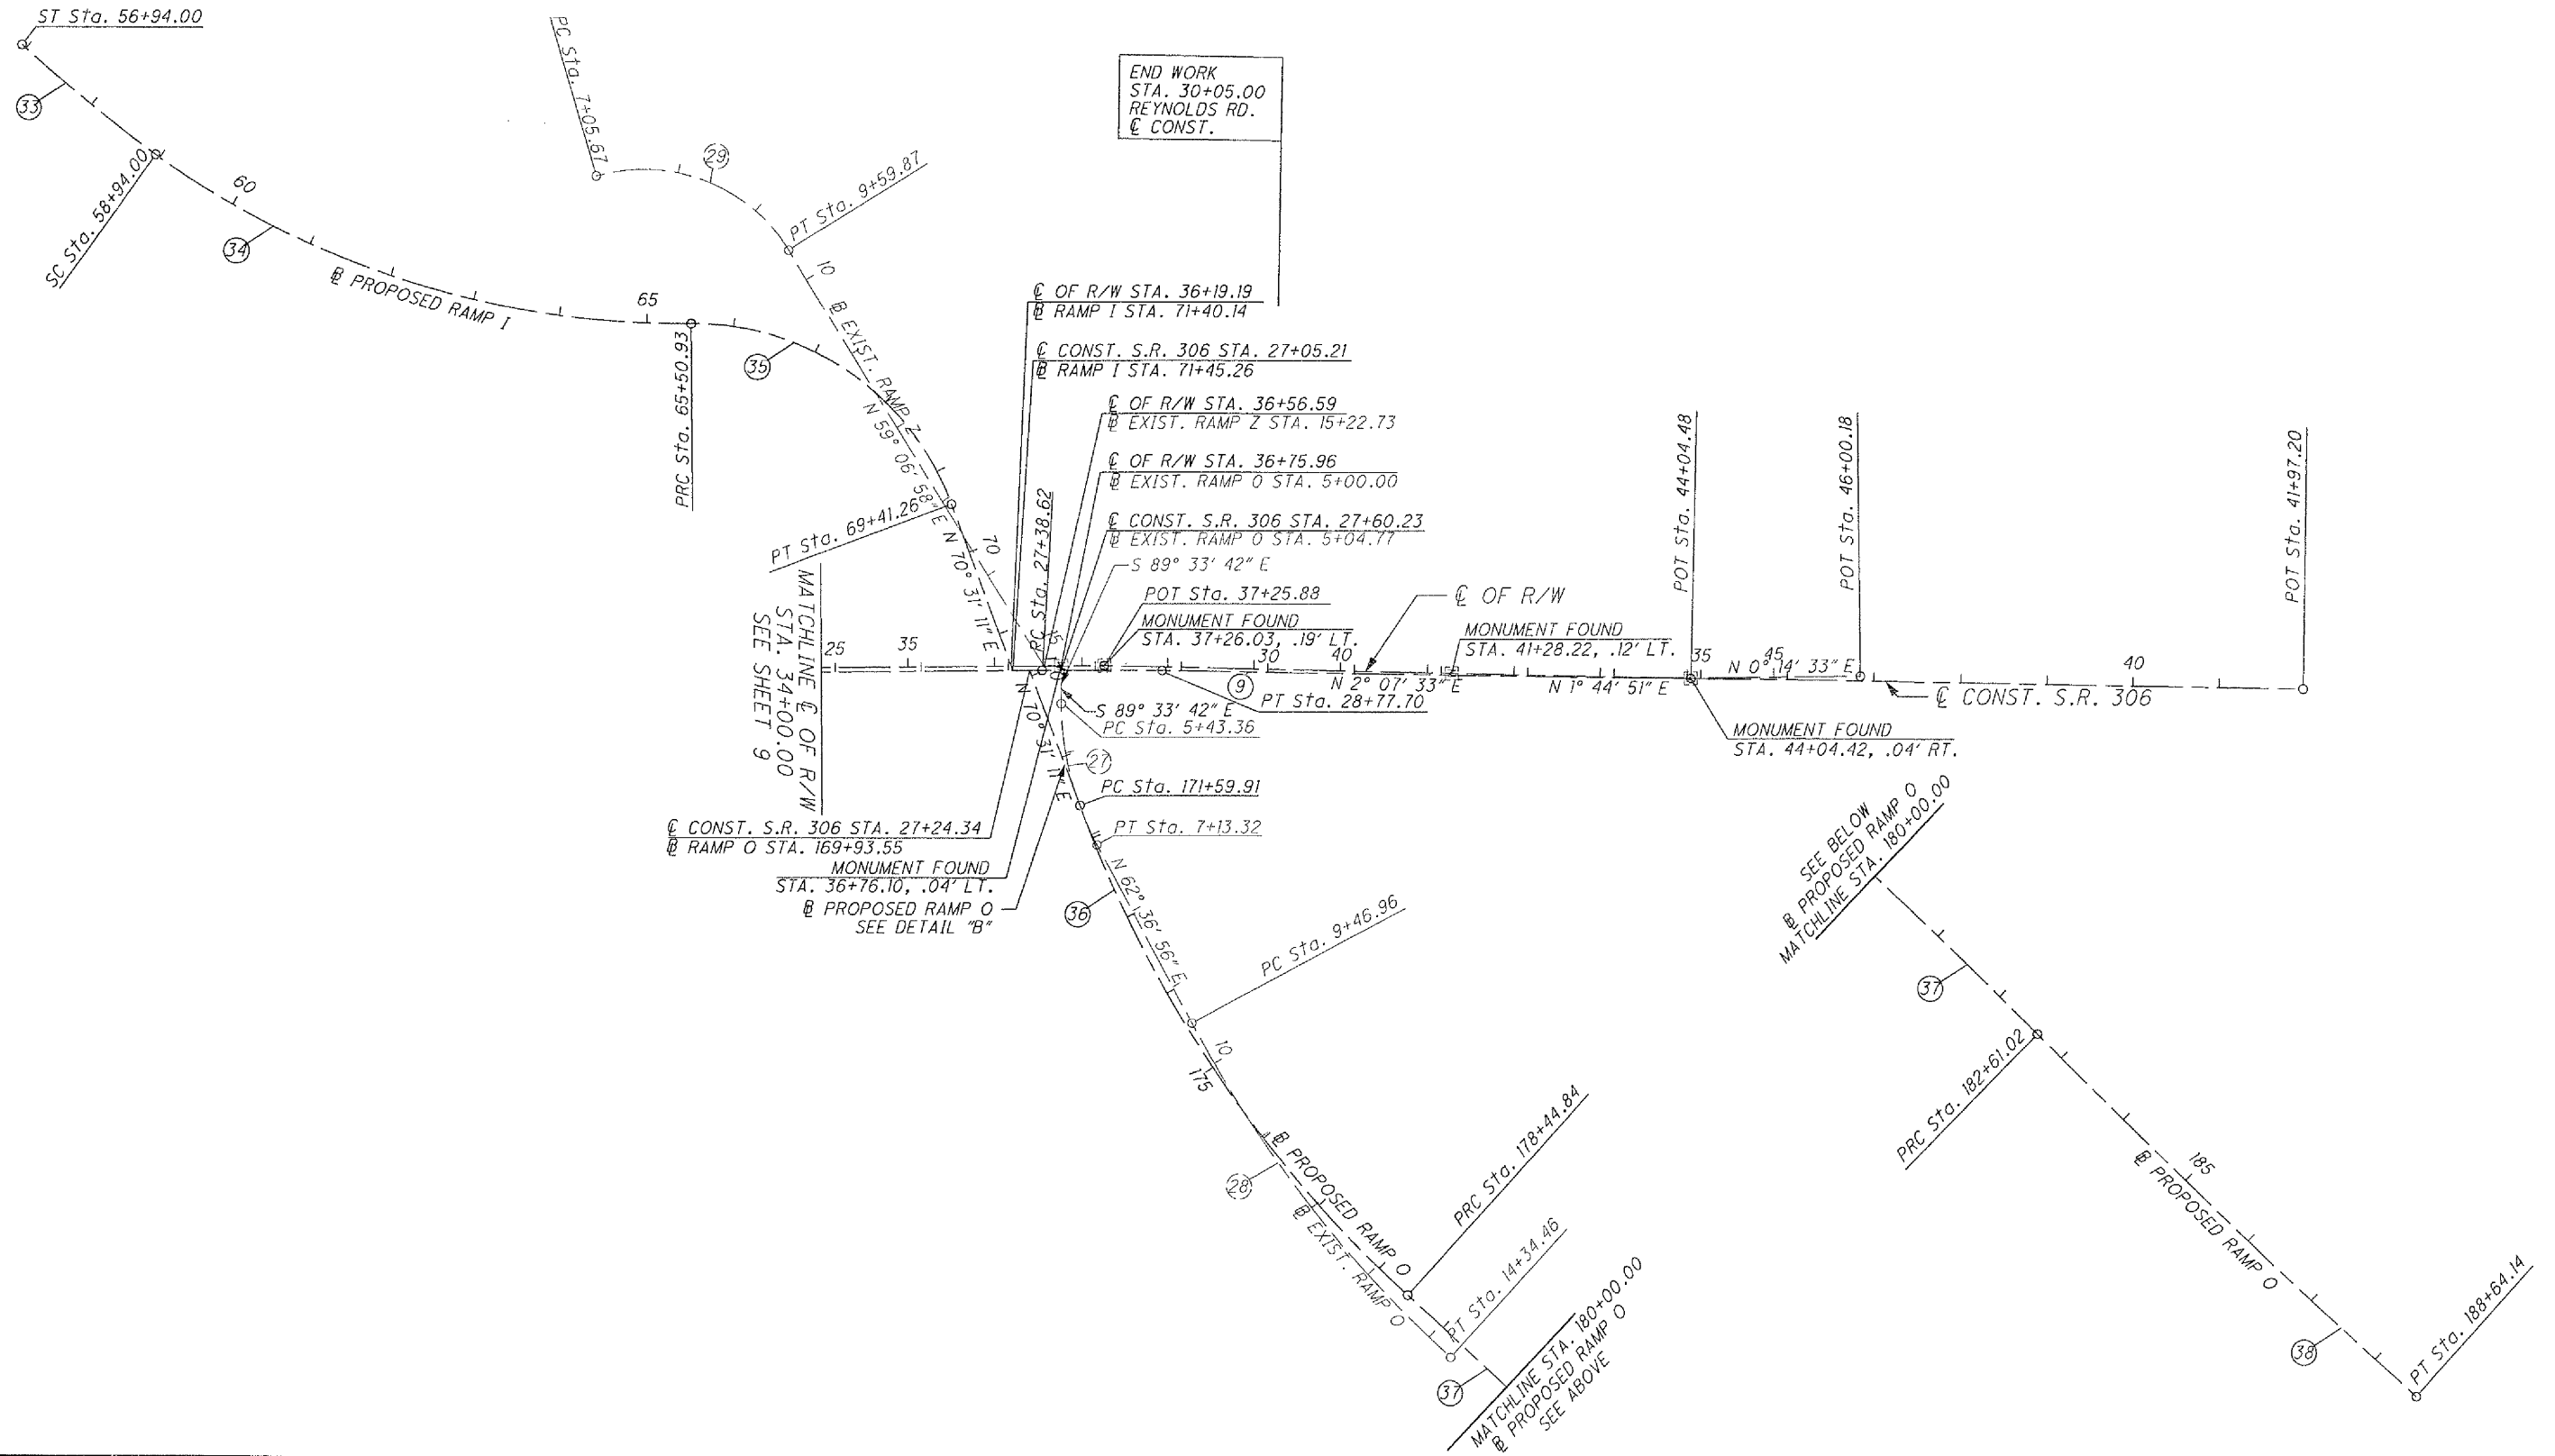 ST Sta. 56+94.00
33
SC Sta. 58+94.00
60
34
℄ PROPOSED RAMP I
65
PRC Sta. 65+50.93
35
PC Sta. 7+05.67
29
PT Sta. 9+59.87
10
EXIST. RAMP Z
N 59° 06' 58" E
PT Sta. 69+41.26
N 70° 31' 11" E
70
END WORK
STA. 30+05.00
REYNOLDS RD.
℄ CONST.
℄ OF R/W STA. 36+19.19
RAMP I STA. 71+40.14
℄ CONST. S.R. 306 STA. 27+05.21
RAMP I STA. 71+45.26
℄ OF R/W STA. 36+56.59
EXIST. RAMP Z STA. 15+22.73
℄ OF R/W STA. 36+75.96
EXIST. RAMP O STA. 5+00.00
℄ CONST. S.R. 306 STA. 27+60.23
EXIST. RAMP O STA. 5+04.77
S 89° 33' 42" E
PC Sta. 27+38.62
15
POT Sta. 37+25.88
MONUMENT FOUND
STA. 37+26.03, .19' LT.
℄ OF R/W
MONUMENT FOUND
STA. 41+28.22, .12' LT.
POT Sta. 44+04.48
POT Sta. 46+00.18
POT Sta. 41+97.20
MATCHLINE ℄ OF R/W
STA. 34+00.00
SEE SHEET 9
25
35
30
40
35
45
40
9
N 2° 07' 33" E
N 1° 44' 51" E
N 0° 14' 33" E
℄ CONST. S.R. 306
PT Sta. 28+77.70
MONUMENT FOUND
STA. 44+04.42, .04' RT.
N 70° 31' 11" E
S 89° 33' 42" E
PC Sta. 5+43.36
27
PC Sta. 171+59.91
PT Sta. 7+13.32
℄ CONST. S.R. 306 STA. 27+24.34
RAMP O STA. 169+93.55
MONUMENT FOUND
STA. 36+76.10, .04' LT.
PROPOSED RAMP O
SEE DETAIL "B"
36
N 62° 36' 56" E
PC Sta. 9+46.96
10
175
28
PROPOSED RAMP O
EXIST. RAMP O
PRC Sta. 178+44.84
PT Sta. 14+34.46
37
MATCHLINE STA. 180+00.00
PROPOSED RAMP O
SEE ABOVE
SEE BELOW
PROPOSED RAMP O
MATCHLINE STA. 180+00.00
37
PRC Sta. 182+61.02
185
PROPOSED RAMP O
38
PT Sta. 188+64.14